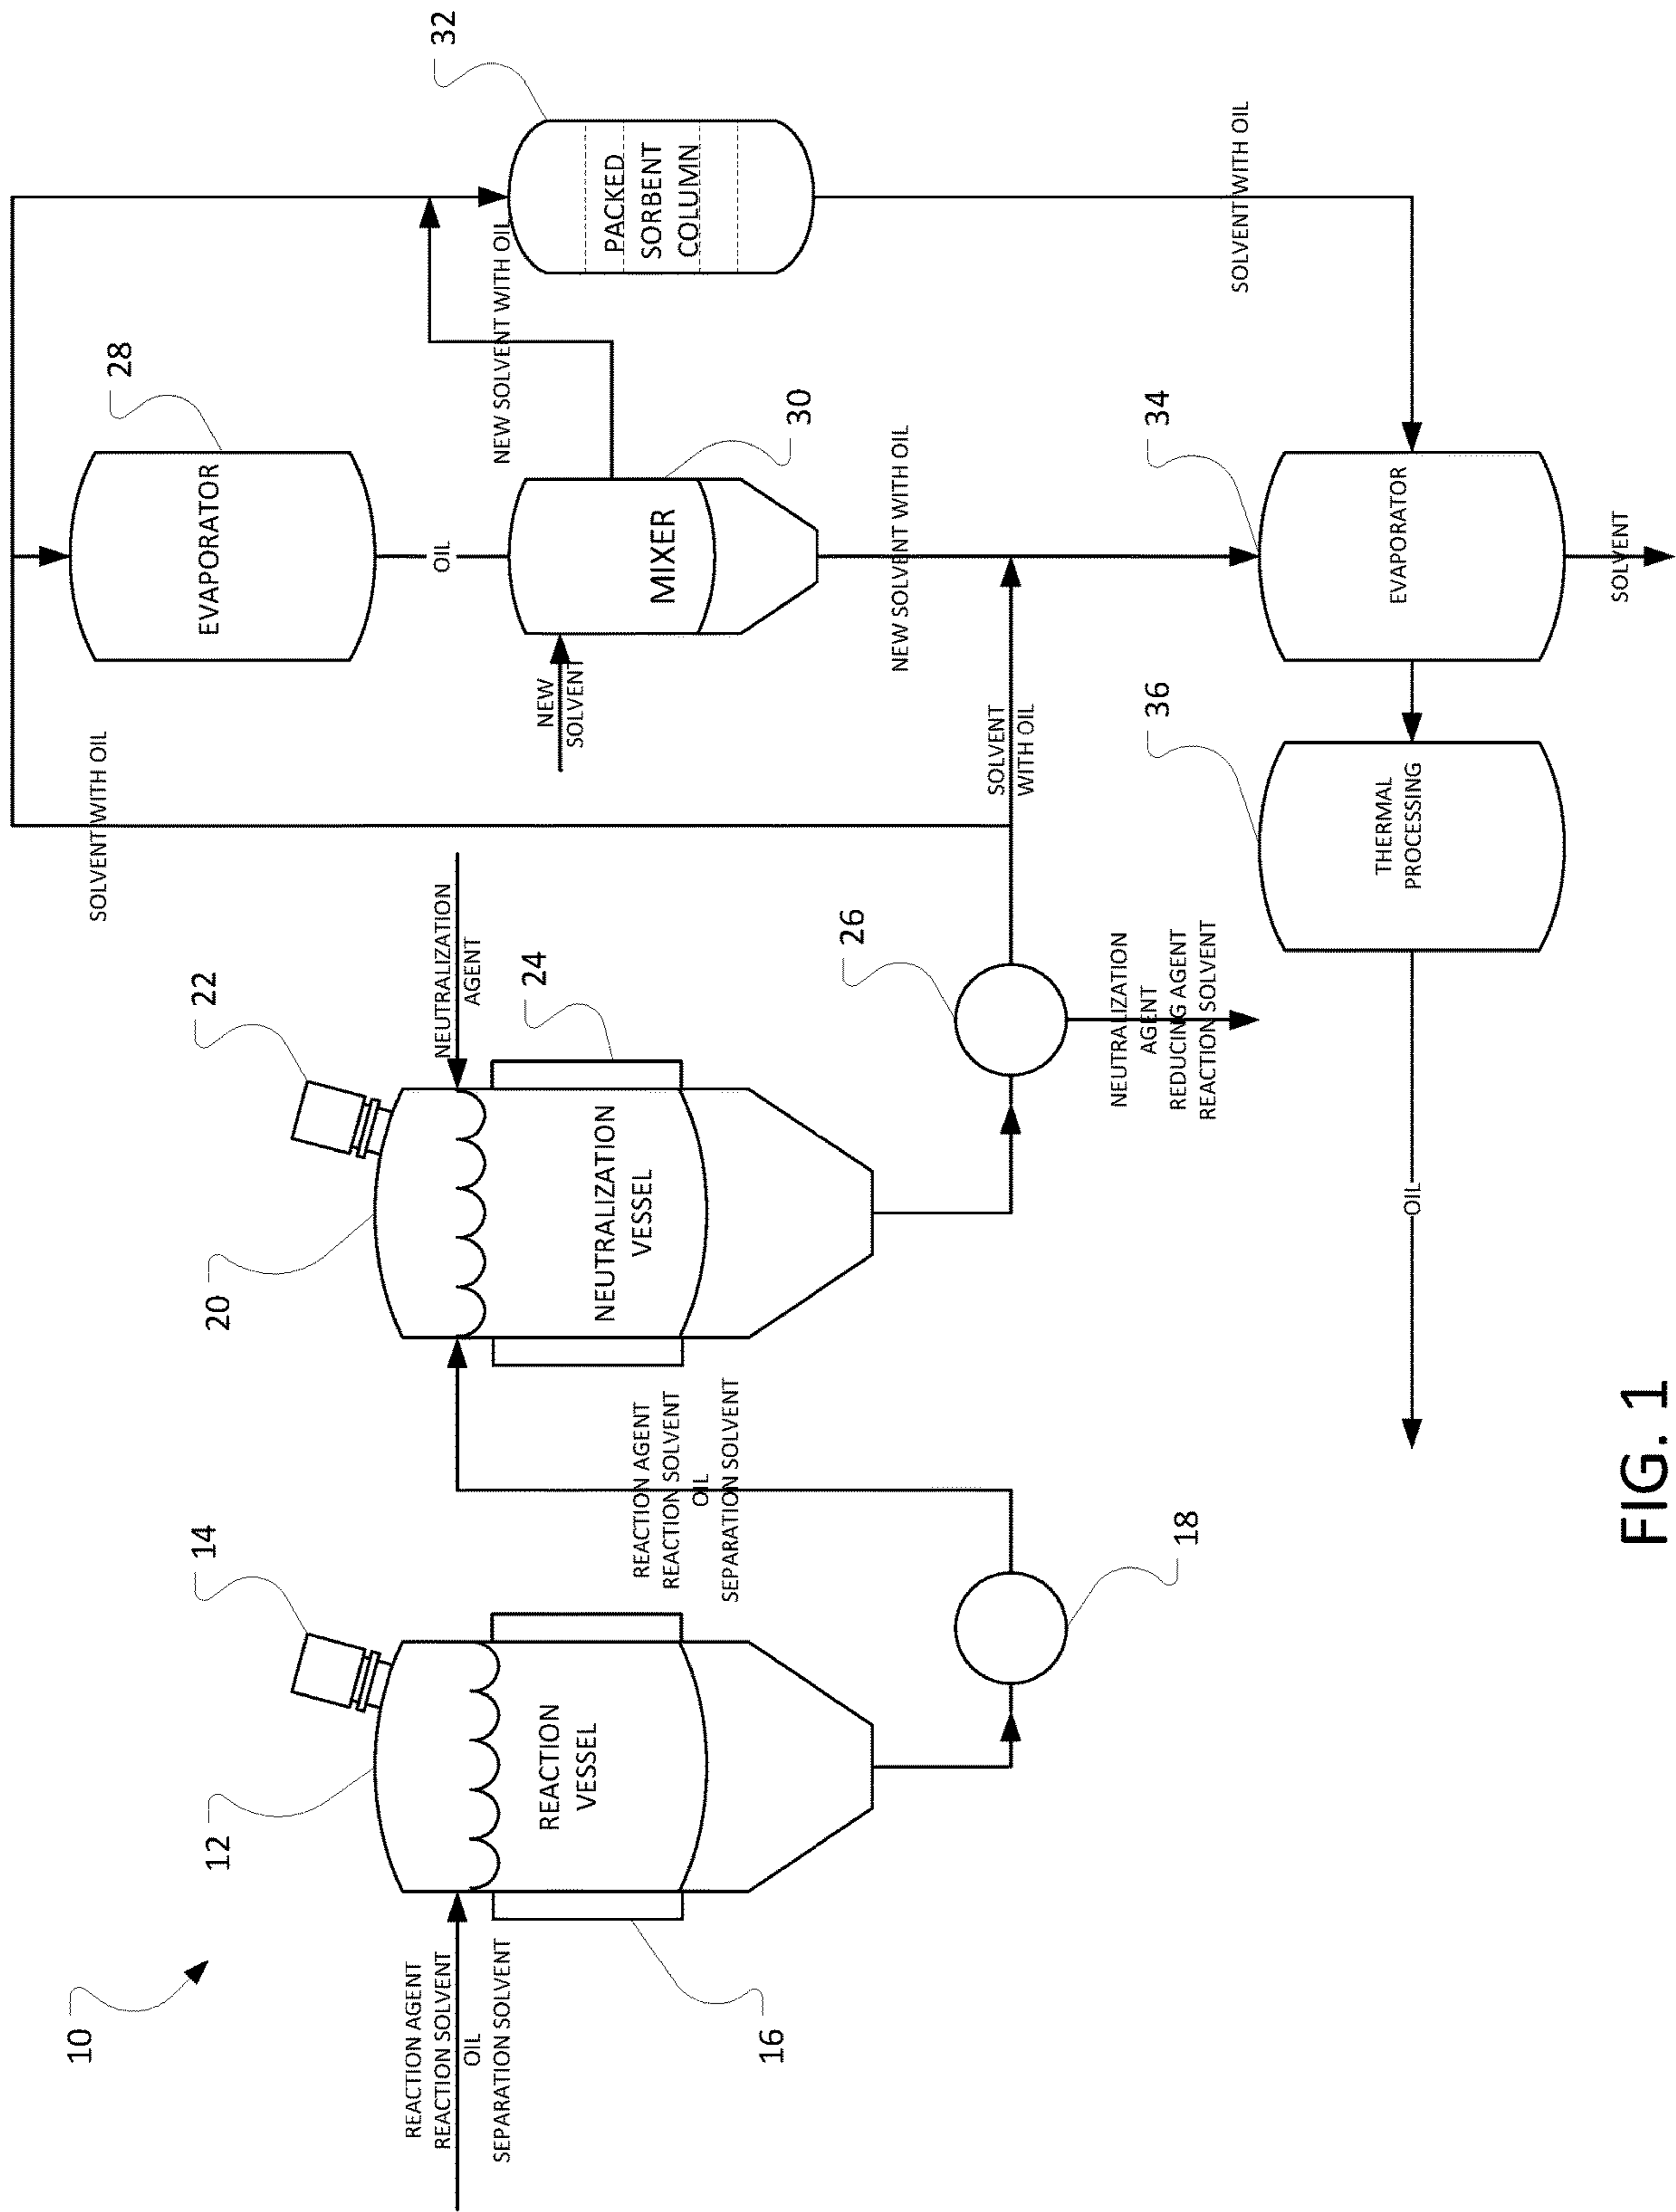 10
REACTION AGENT
REACTION SOLVENT
OIL
SEPARATION SOLVENT
12
14
REACTION
VESSEL
16
18
REACTION AGENT
REACTION SOLVENT
OIL
SEPARATION SOLVENT
20
22
NEUTRALIZATION
AGENT
NEUTRALIZATION
VESSEL
24
26
NEUTRALIZATION
AGENT
REDUCING AGENT
REACTION SOLVENT
SOLVENT WITH OIL
SOLVENT
WITH OIL
28
EVAPORATOR
OIL
NEW
SOLVENT
MIXER
30
NEW SOLVENT WITH OIL
NEW SOLVENT WITH OIL
32
PACKED
SORBENT
COLUMN
SOLVENT WITH OIL
34
EVAPORATOR
SOLVENT
36
THERMAL
PROCESSING
OIL
FIG. 1